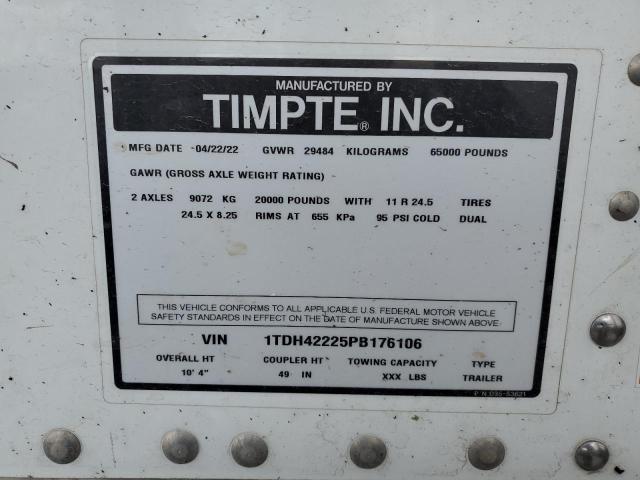 MANUFACTURED BY
TIMPTE® INC.
MFG DATE 04/22/22 GVWR 29484 KILOGRAMS 65000 POUNDS
GAWR (GROSS AXLE WEIGHT RATING)
2 AXLES 9072 KG 20000 POUNDS WITH 11 R 24.5 TIRES
24.5 X 8.25 RIMS AT 655 KPa 95 PSI COLD DUAL
THIS VEHICLE CONFORMS TO ALL APPLICABLE U.S. FEDERAL MOTOR VEHICLE
SAFETY STANDARDS IN EFFECT ON THE DATE OF MANUFACTURE SHOWN ABOVE
VIN 1TDH42225PB176106
OVERALL HT COUPLER HT TOWING CAPACITY TYPE
10' 4" 49 IN XXX LBS TRAILER
P/N 035-53621